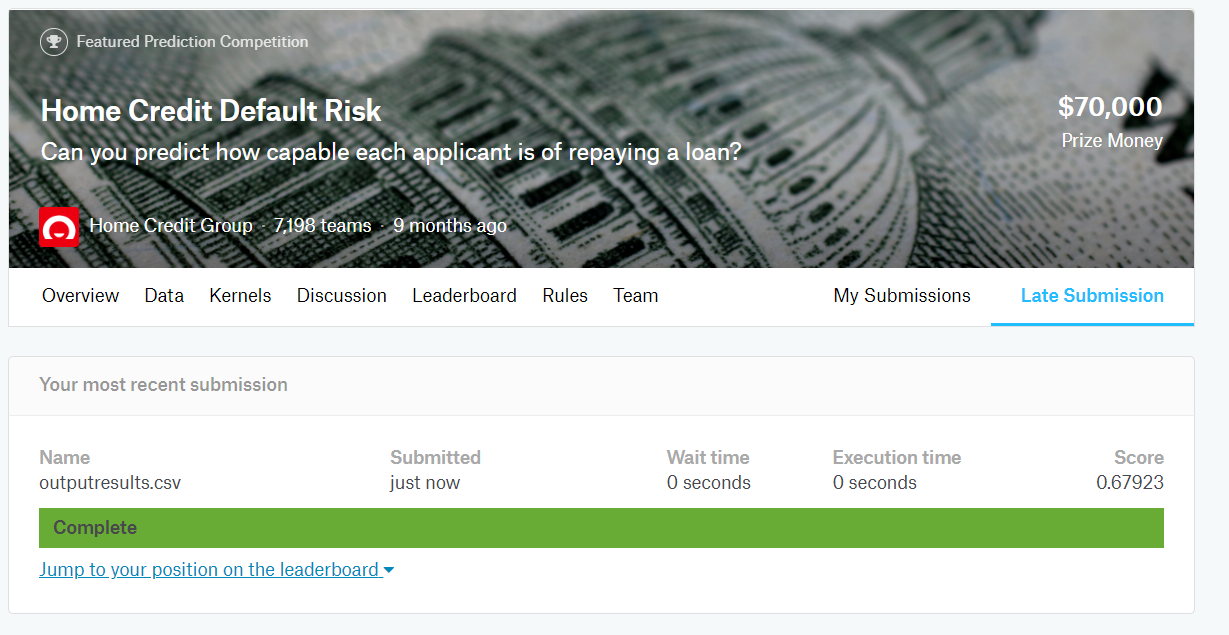 Featured Prediction Competition
Home Credit Default Risk
$70,000
Can you predict how capable each applicant is of repaying a loan?
Prize Money
Home Credit Group · 7,198 teams · 9 months ago
Overview Data Kernels Discussion Leaderboard Rules Team My Submissions Late Submission
Your most recent submission
Name Submitted Wait time Execution time Score
outputresults.csv just now 0 seconds 0 seconds 0.67923
Complete
Jump to your position on the leaderboard